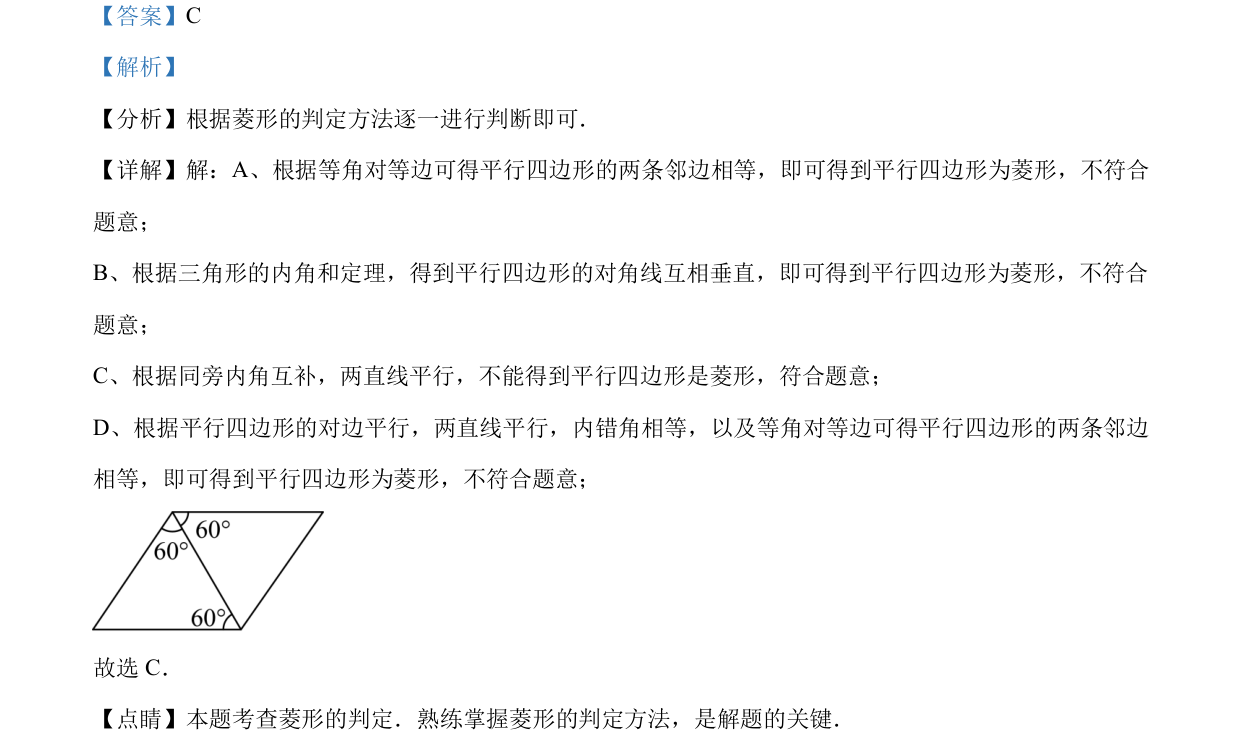 【答案】C
【解析】
【分析】根据菱形的判定方法逐一进行判断即可．
【详解】解：A、根据等角对等边可得平行四边形的两条邻边相等，即可得到平行四边形为菱形，不符合
题意；
B、根据三角形的内角和定理，得到平行四边形的对角线互相垂直，即可得到平行四边形为菱形，不符合
题意；
C、根据同旁内角互补，两直线平行，不能得到平行四边形是菱形，符合题意；
D、根据平行四边形的对边平行，两直线平行，内错角相等，以及等角对等边可得平行四边形的两条邻边
相等，即可得到平行四边形为菱形，不符合题意；
60°
60°
60°
故选 C．
【点睛】本题考查菱形的判定．熟练掌握菱形的判定方法，是解题的关键．